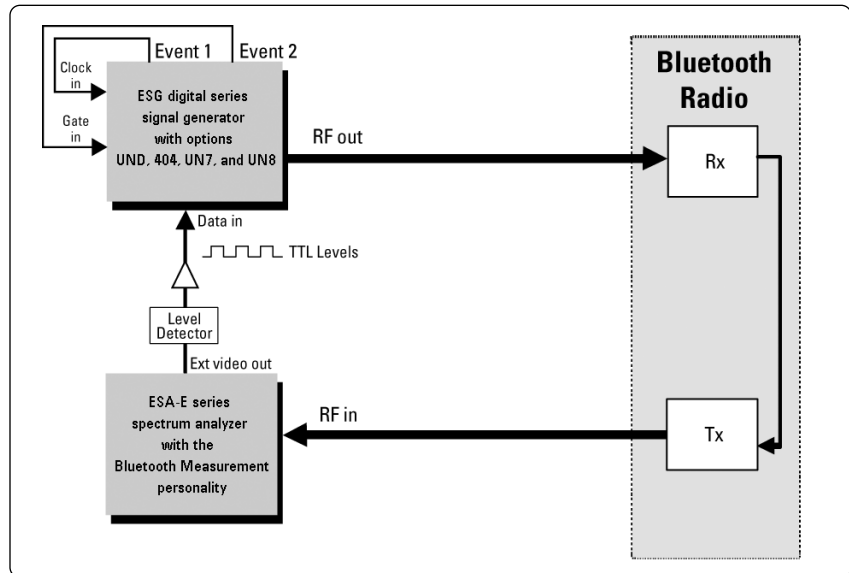 Event 1
Event 2
Clock
in
Gate
in
ESG digital series
signal generator
with options
UND, 404, UN7, and UN8
RF out
Bluetooth
Radio
Rx
Data in
TTL Levels
Level
Detector
Ext video out
ESA-E series
spectrum analyzer
with the
Bluetooth Measurement
personality
RF in
Tx